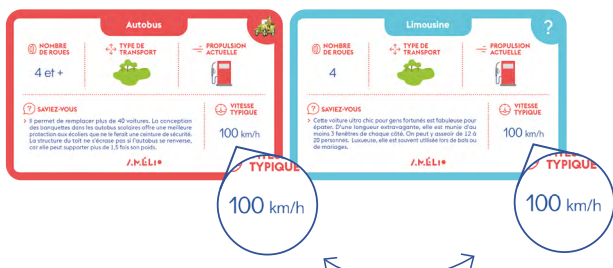 Autobus
NOMBRE
DE ROUES
TYPE DE
TRANSPORT
PROPULSION
ACTUELLE
4 et +
? SAVIEZ-VOUS
> Il permet de remplacer plus de 40 voitures. La conception
des banquettes dans les autobus scolaires offre une meilleure
protection aux écoliers que ne le ferait une ceinture de sécurité.
La structure du toit ne s'écrase pas si l'autobus se renverse,
car elle peut supporter plus de 1,5 fois son poids.
VITESSE
TYPIQUE
100 km/h
AMÉLIO
TYPIQUE
100 km/h
Limousine
?
NOMBRE
DE ROUES
TYPE DE
TRANSPORT
PROPULSION
ACTUELLE
4
? SAVIEZ-VOUS
> Cette voiture ultra chic pour gens fortunés est fabuleuse pour
épater. D'une longueur extravagante, elle est munie d'au
moins 3 fenêtres de chaque côté. On peut y asseoir de 12 à
20 personnes. Luxueuse, elle est souvent utilisée lors de bals ou
de mariages.
VITESSE
TYPIQUE
100 km/h
AMÉLIO
TYPIQUE
100 km/h